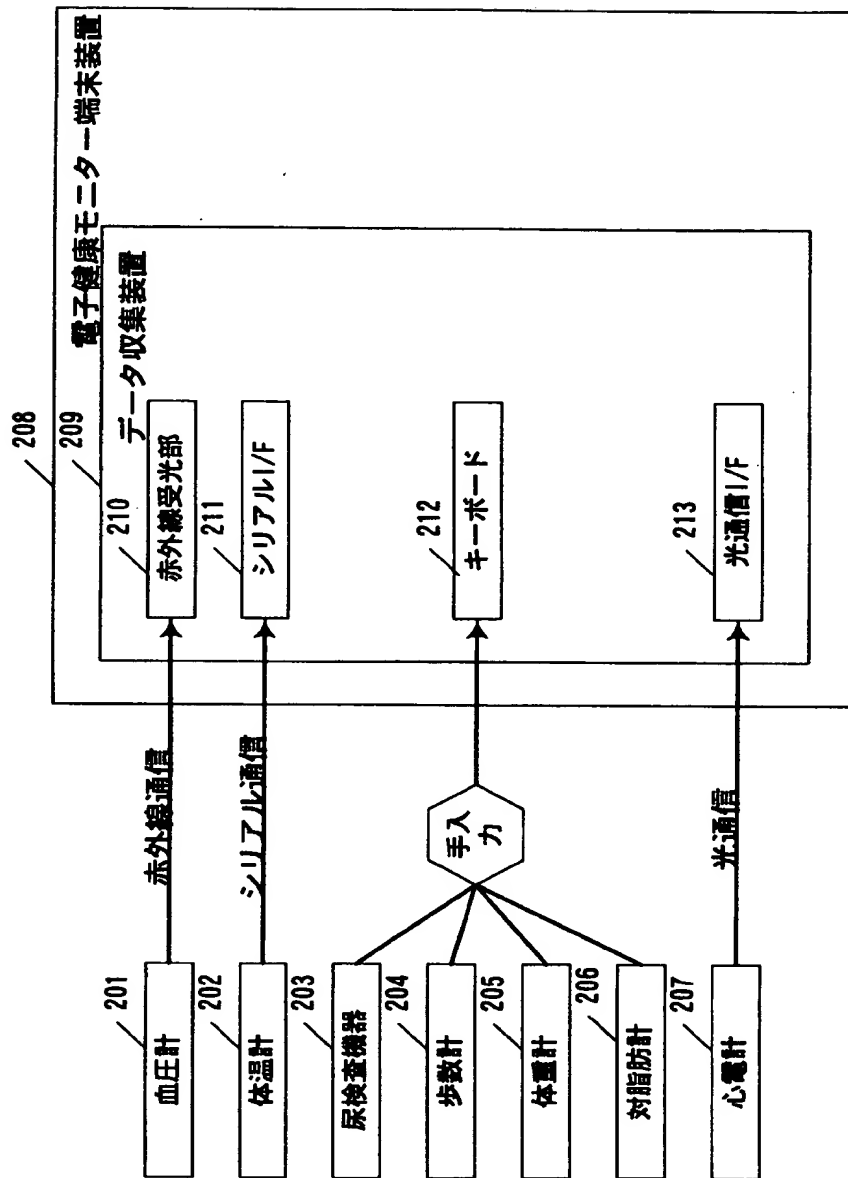 208
電子健康モニター端末装置
209
データ収集装置
210
赤外線受光部
211
シリアルI/F
212
キーボード
213
光通信I/F
赤外線通信
シリアル通信
手入
力
光通信
201
血圧計
202
体温計
203
尿検査機器
204
歩数計
205
体重計
206
対脂肪計
207
心電計